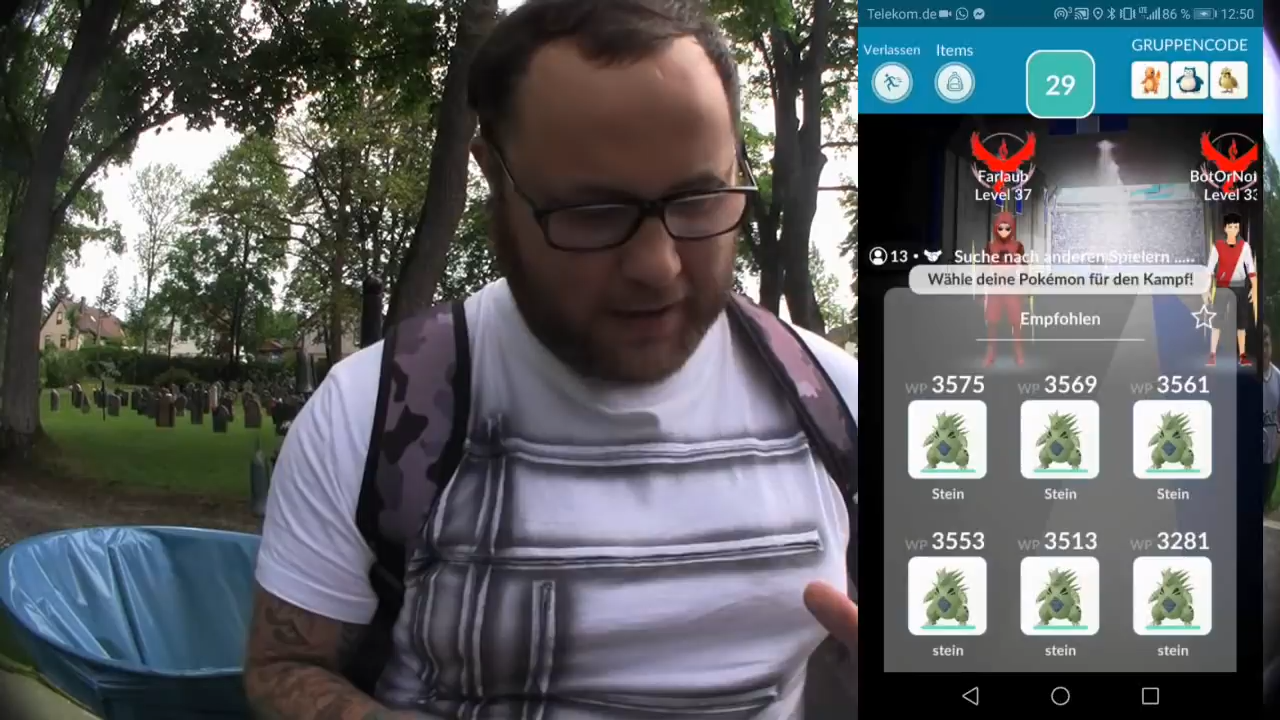 Telekom.de
86 %
12:50
Verlassen
Items
29
GRUPPENCODE
Farlaub
Level 37
BotOrNot
Level 33
13 • Suche nach anderen Spielern ......
Wähle deine Pokémon für den Kampf!
Empfohlen
WP 3575 WP 3569 WP 3561
Stein Stein Stein
WP 3553 WP 3513 WP 3281
stein stein stein